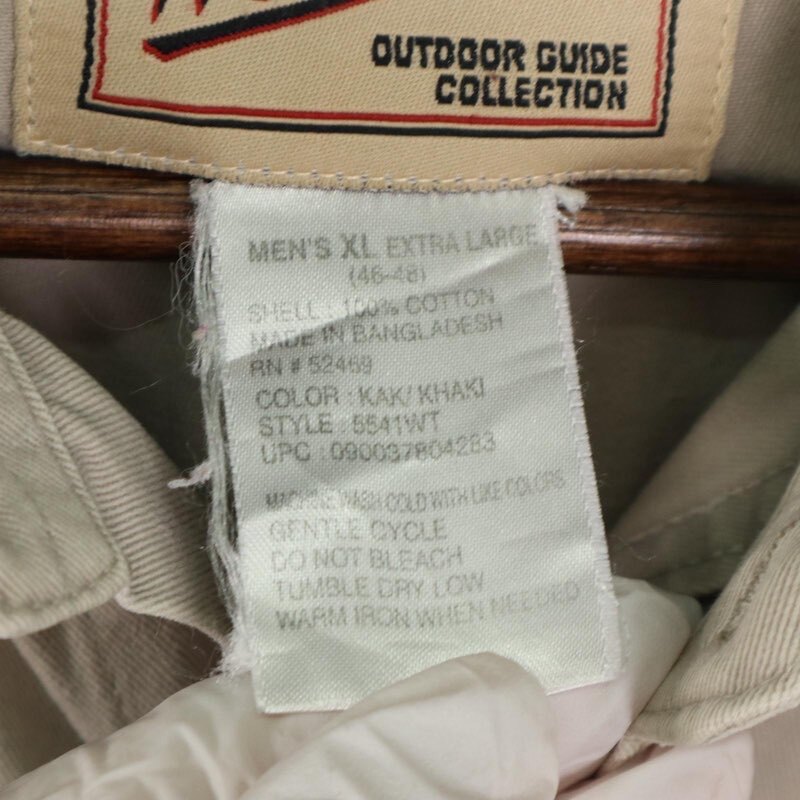 OUTDOOR GUIDE
COLLECTION
MEN'S XL EXTRA LARGE
(46-48)
SHELL : 100% COTTON
MADE IN BANGLADESH
RN # 52469
COLOR : KAK/ KHAKI
STYLE : 5541WT
UPC : 090037804283
MACHINE WASH COLD WITH LIKE COLORS
GENTLE CYCLE
DO NOT BLEACH
TUMBLE DRY LOW
WARM IRON WHEN NEEDED